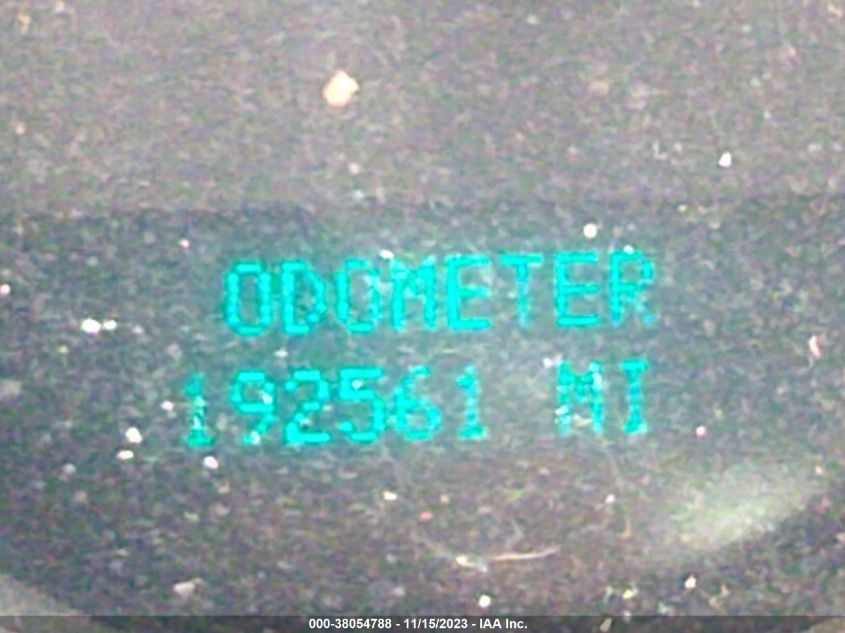 ODOMETER
192561 MI
000-38054788 - 11/15/2023 - IAA Inc.